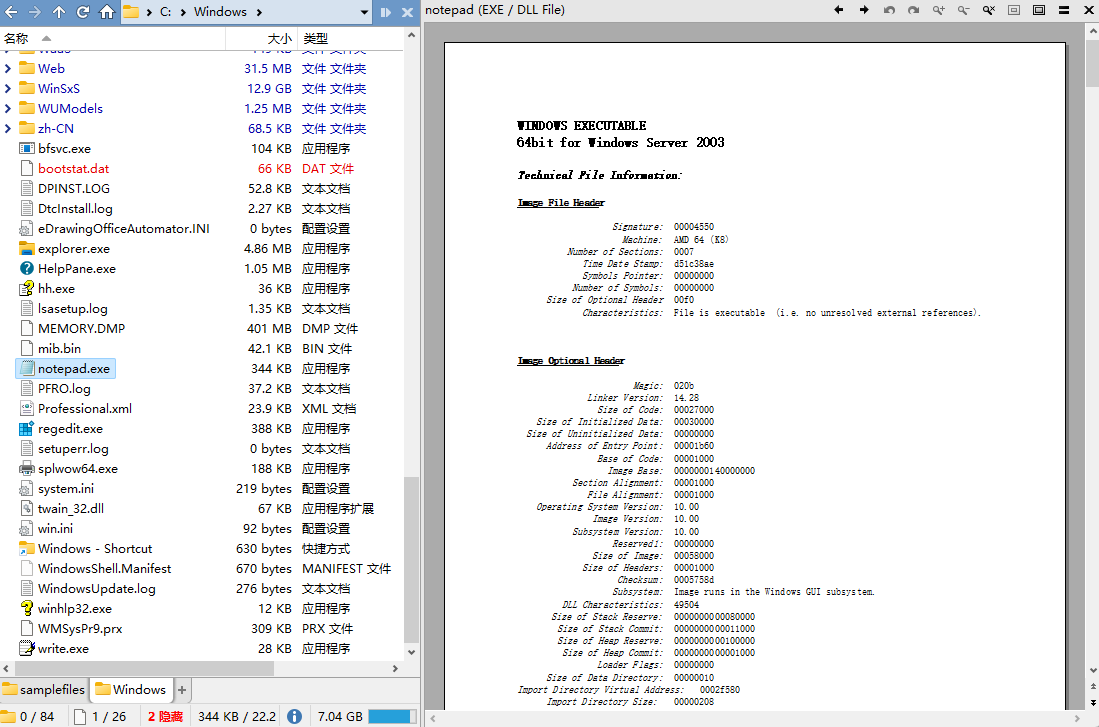 C: Windows
notepad (EXE / DLL File)
名称 大小 类型
Web 31.5 MB 文件 文件夹
WinSxS 12.9 GB 文件 文件夹
WUModels 1.25 MB 文件 文件夹
zh-CN 68.5 KB 文件 文件夹
bfsvc.exe 104 KB 应用程序
bootstat.dat 66 KB DAT 文件
DPINST.LOG 52.8 KB 文本文档
DtcInstall.log 2.27 KB 文本文档
eDrawingOfficeAutomator.INI 0 bytes 配置设置
explorer.exe 4.86 MB 应用程序
HelpPane.exe 1.05 MB 应用程序
hh.exe 36 KB 应用程序
lsasetup.log 1.35 KB 文本文档
MEMORY.DMP 401 MB DMP 文件
mib.bin 42.1 KB BIN 文件
notepad.exe 344 KB 应用程序
PFRO.log 37.2 KB 文本文档
Professional.xml 23.9 KB XML 文档
regedit.exe 388 KB 应用程序
setuperr.log 0 bytes 文本文档
splwow64.exe 188 KB 应用程序
system.ini 219 bytes 配置设置
twain_32.dll 67 KB 应用程序扩展
win.ini 92 bytes 配置设置
Windows - Shortcut 630 bytes 快捷方式
WindowsShell.Manifest 670 bytes MANIFEST 文件
WindowsUpdate.log 276 bytes 文本文档
winhlp32.exe 12 KB 应用程序
WMSysPr9.prx 309 KB PRX 文件
write.exe 28 KB 应用程序
samplefiles Windows +
0 / 84 1 / 26 2 隐藏 344 KB / 22.2 7.04 GB
WINDOWS EXECUTABLE
64bit for Windows Server 2003
Technical File Information:
Image File Header
Signature: 00004550
Machine: AMD 64 (K8)
Number of Sections: 0007
Time Date Stamp: d51c38ae
Symbols Pointer: 00000000
Number of Symbols: 00000000
Size of Optional Header 00f0
Characteristics: File is executable (i.e. no unresolved external references).
Image Optional Header
Magic: 020b
Linker Version: 14.28
Size of Code: 00027000
Size of Initialized Data: 00030000
Size of Uninitialized Data: 00000000
Address of Entry Point: 00001b60
Base of Code: 00001000
Image Base: 0000000140000000
Section Alignment: 00001000
File Alignment: 00001000
Operating System Version: 10.00
Image Version: 10.00
Subsystem Version: 10.00
Reserved1: 00000000
Size of Image: 00058000
Size of Headers: 00001000
Checksum: 0005758d
Subsystem: Image runs in the Windows GUI subsystem.
DLL Characteristics: 49504
Size of Stack Reserve: 0000000000080000
Size of Stack Commit: 0000000000011000
Size of Heap Reserve: 0000000000100000
Size of Heap Commit: 0000000000001000
Loader Flags: 00000000
Size of Data Directory: 00000010
Import Directory Virtual Address: 0002f580
Import Directory Size: 00000208